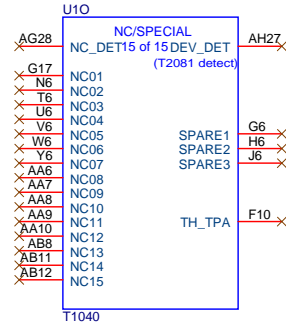 U1O
NC/SPECIAL
AG28 NC_DET 15 of 15 DEV_DET AH27
(T2081 detect)
G17 NC01
N6 NC02
T6 NC03
U6 NC04
V6 NC05 SPARE1 G6
W6 NC06 SPARE2 H6
Y6 NC07 SPARE3 J6
AA6 NC08
AA7 NC09
AA8 NC10
AA9 NC11 TH_TPA F10
AA10 NC12
AB8 NC13
AB11 NC14
AB12 NC15
T1040